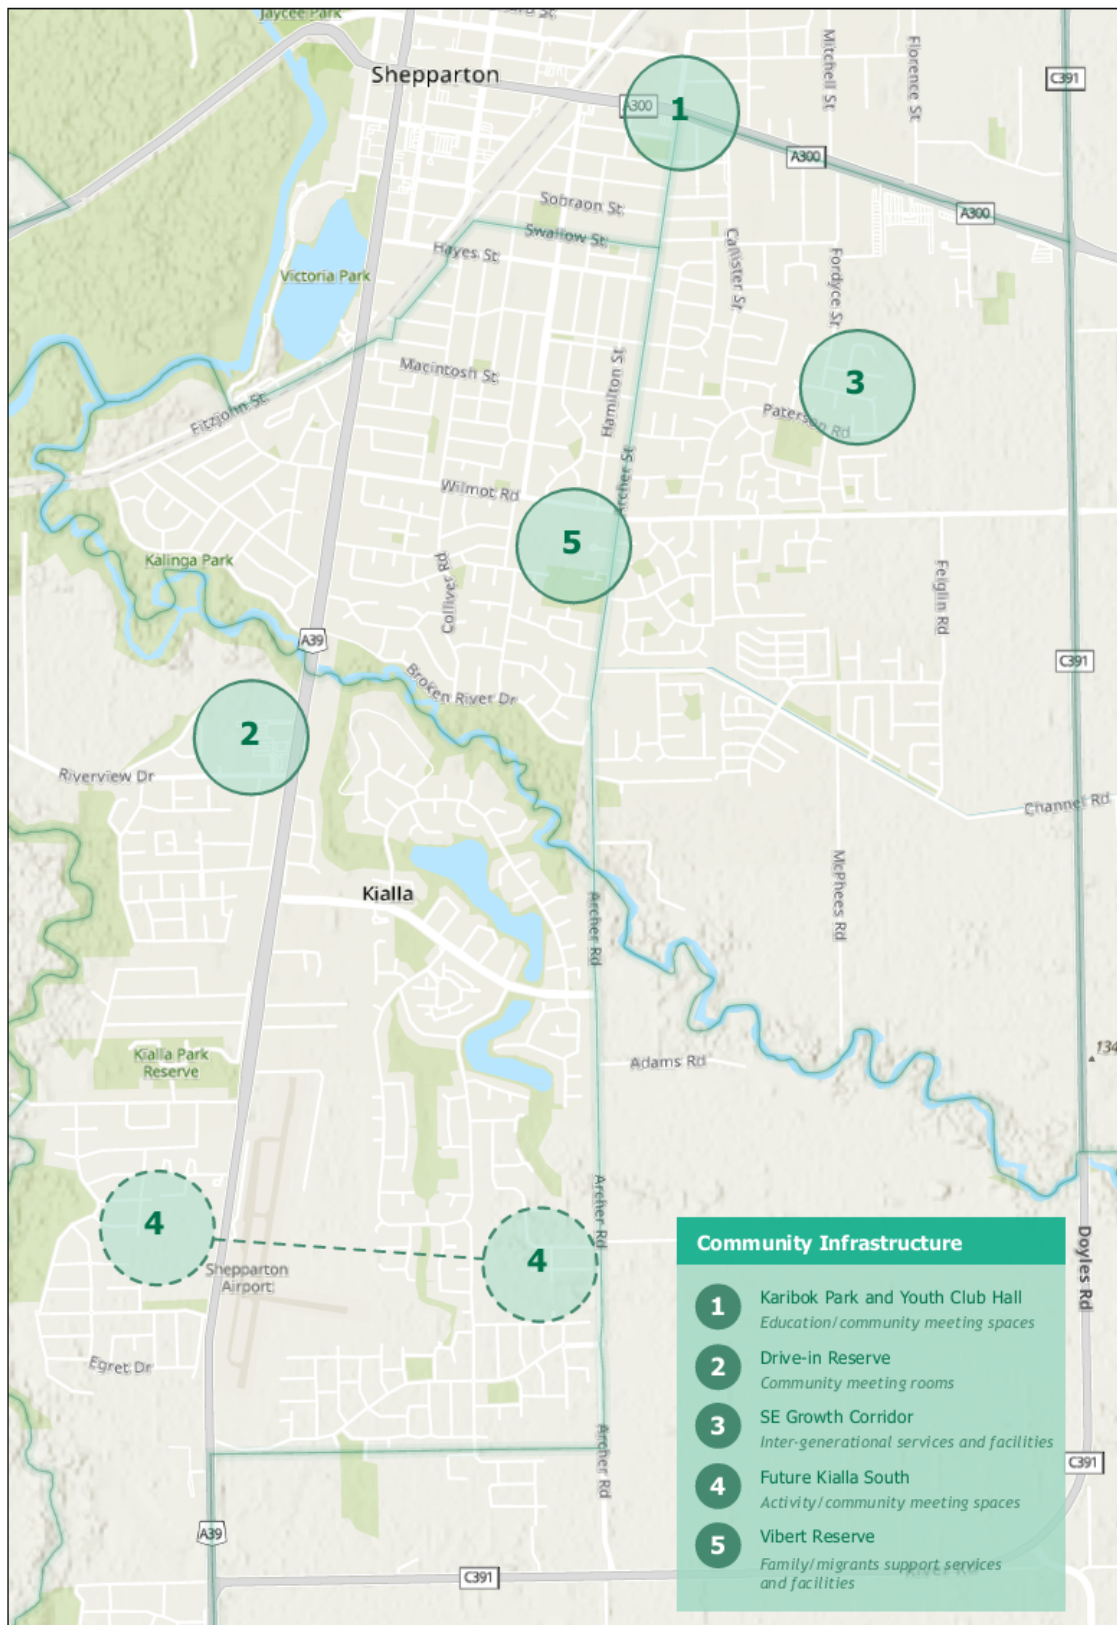 Jaycee Park
Shepparton
Mitchell St
Florence St
C391
A300
1
A300
A300
Sobraon St
Swallow St
Hayes St
Callister St
Victoria Park
Fordyce St
Macintosh St
Hamilton St
3
Fitzjohn St
Paterson Rd
Archer St
Wilmot Rd
5
Kalinga Park
Colliver Rd
Feiglin Rd
A39
C391
Broken River Dr
2
Riverview Dr
Channel Rd
McPhees Rd
Kialla
Archer Rd
Kialla Park
Reserve
Adams Rd
134
4
4
Archer Rd
Shepparton
Airport
Doyles Rd
Egret Dr
Archer Rd
C391
A39
C391
River Rd
Community Infrastructure
1 Karibok Park and Youth Club Hall
Education/community meeting spaces
2 Drive-in Reserve
Community meeting rooms
3 SE Growth Corridor
Inter-generational services and facilities
4 Future Kialla South
Activity/community meeting spaces
5 Vibert Reserve
Family/migrants support services
and facilities